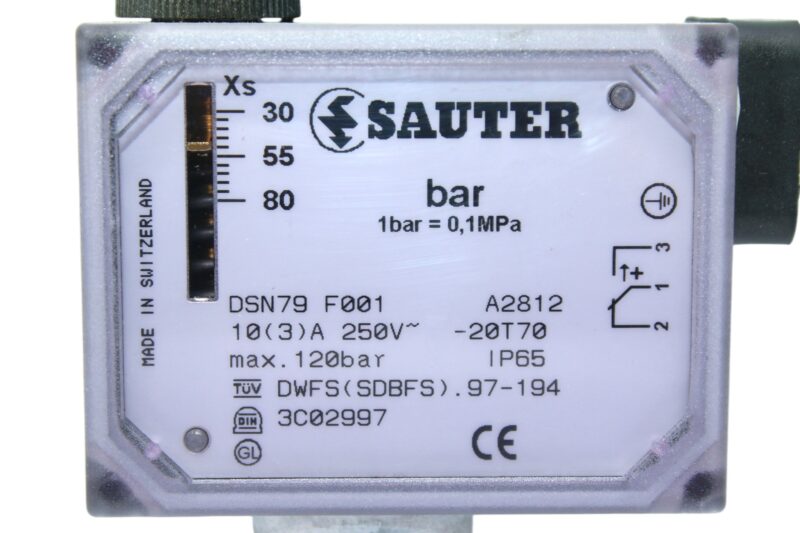 Xs
30
55
80
SAUTER
bar
1bar = 0,1MPa
MADE IN SWITZERLAND
3
↑+
1
2
DSN79 F001 A2812
10(3)A 250V~ -20T70
max.120bar IP65
TÜV DWFS(SDBFS).97-194
DIN 3C02997
GL
CE